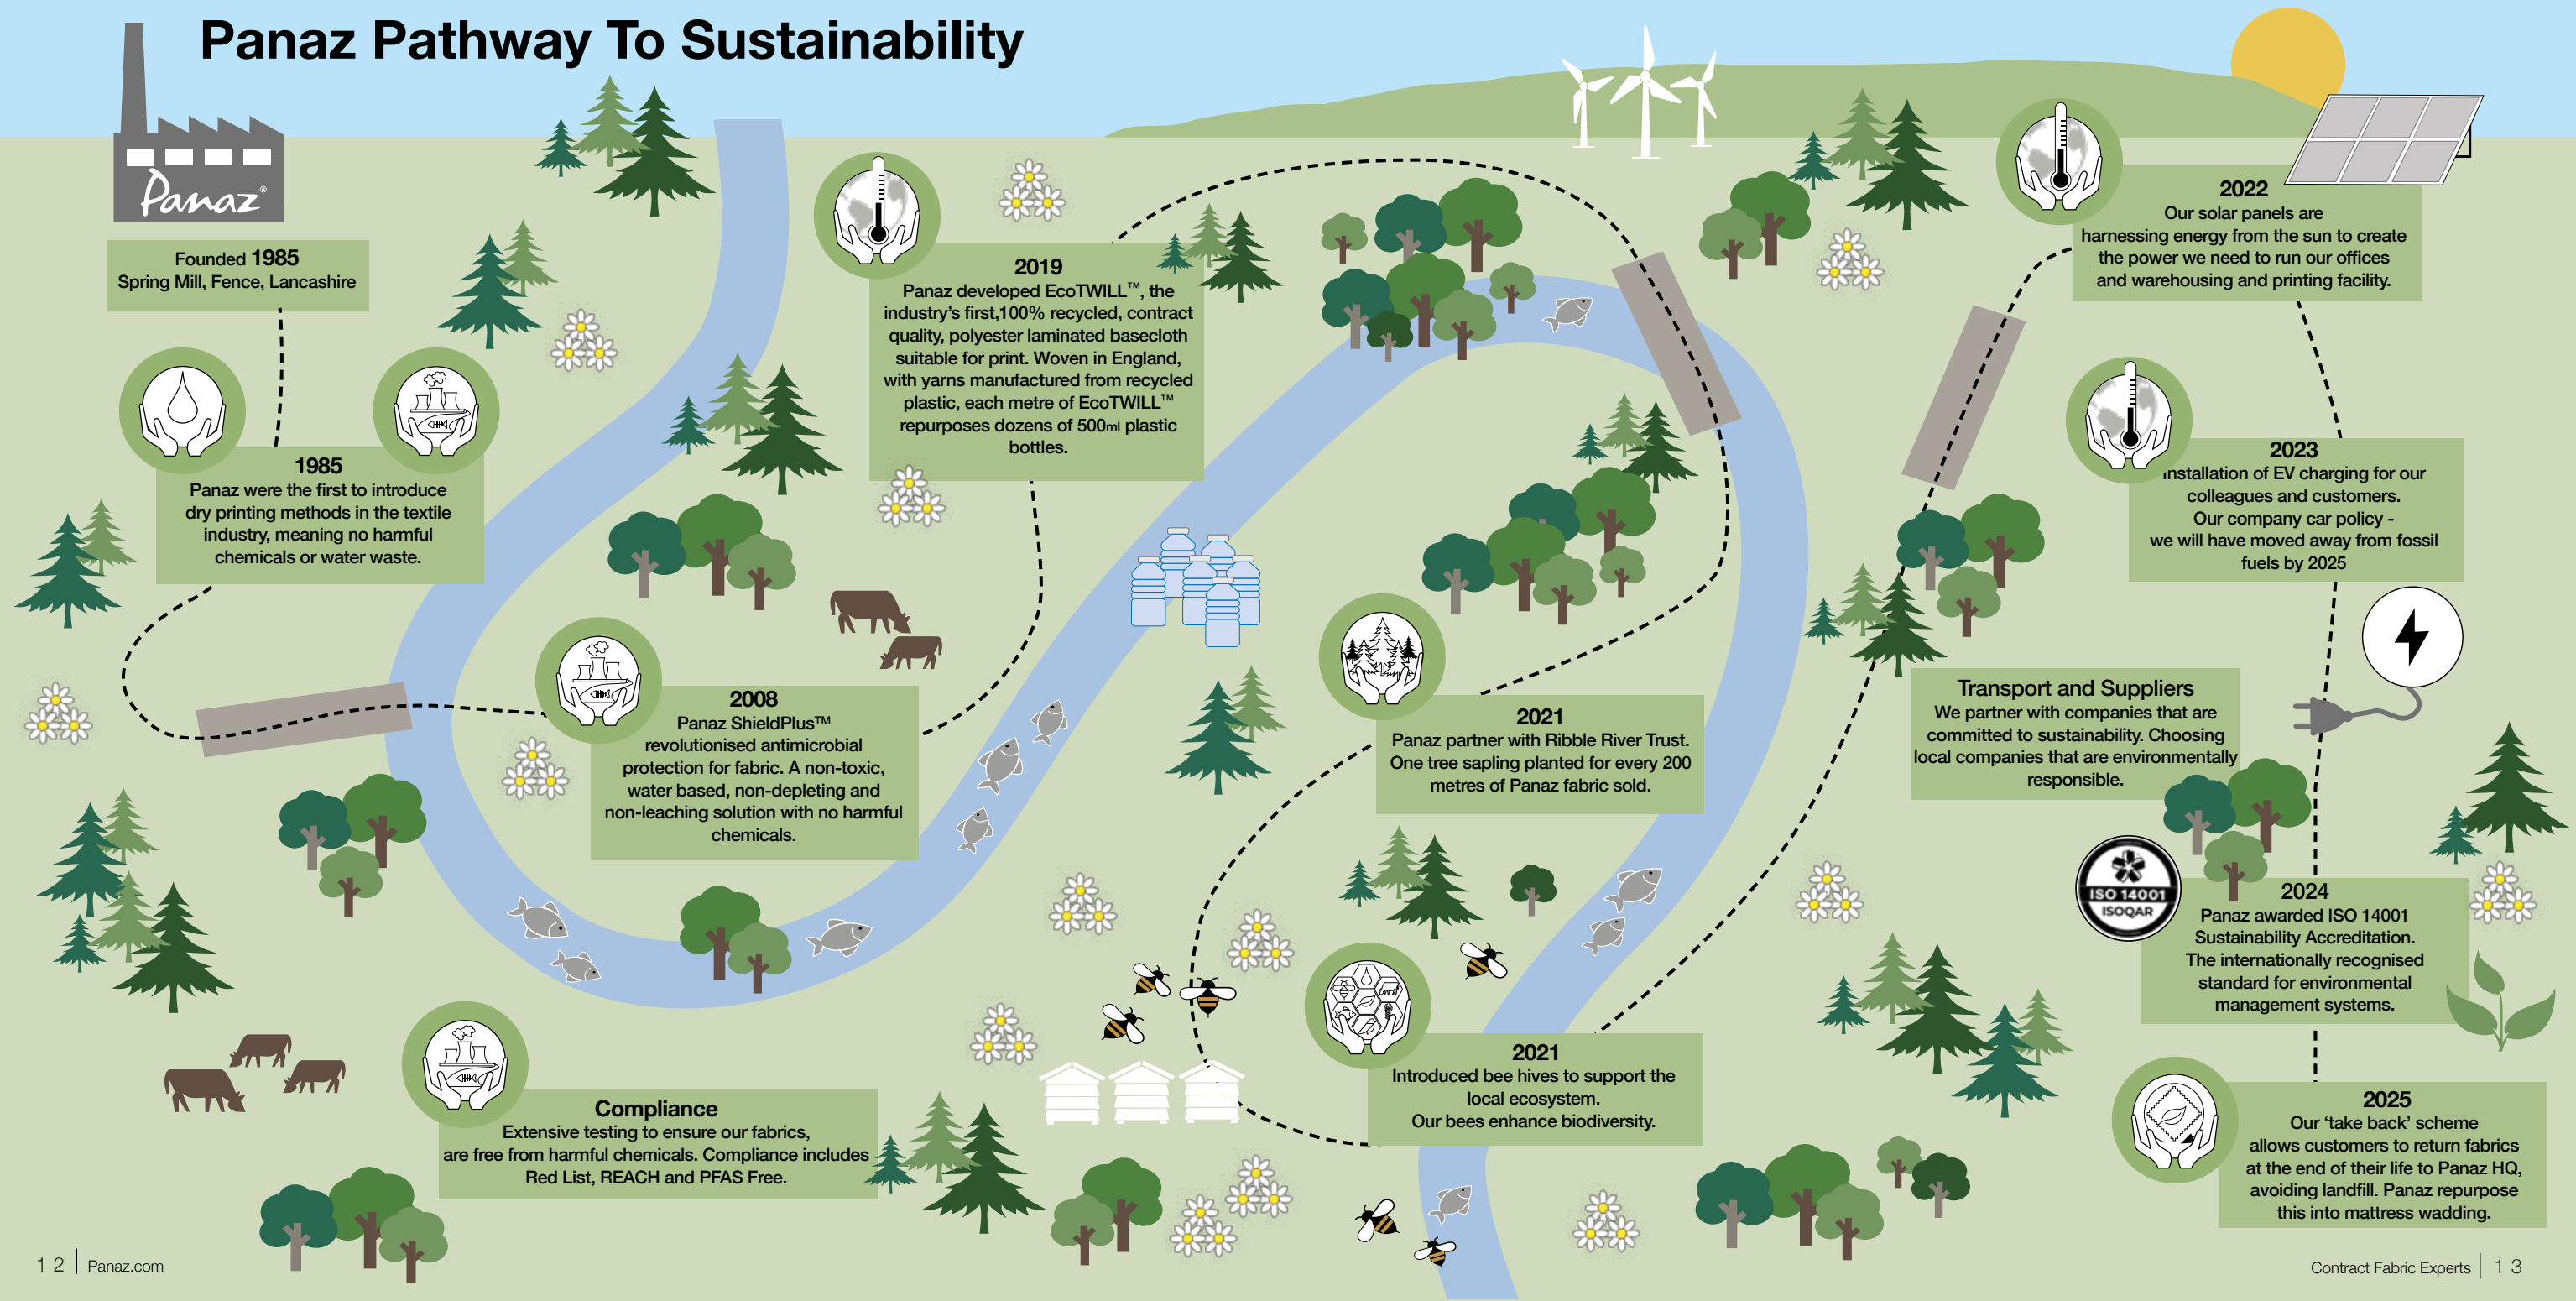 Panaz Pathway To Sustainability
Panaz®
Founded 1985
Spring Mill, Fence, Lancashire
1985
Panaz were the first to introduce
dry printing methods in the textile
industry, meaning no harmful
chemicals or water waste.
2008
Panaz ShieldPlus™
revolutionised antimicrobial
protection for fabric. A non-toxic,
water based, non-depleting and
non-leaching solution with no harmful
chemicals.
2019
Panaz developed EcoTWILL™, the
industry's first,100% recycled, contract
quality, polyester laminated basecloth
suitable for print. Woven in England,
with yarns manufactured from recycled
plastic, each metre of EcoTWILL™
repurposes dozens of 500ml plastic
bottles.
2021
Panaz partner with Ribble River Trust.
One tree sapling planted for every 200
metres of Panaz fabric sold.
2021
Introduced bee hives to support the
local ecosystem.
Our bees enhance biodiversity.
2022
Our solar panels are
harnessing energy from the sun to create
the power we need to run our offices
and warehousing and printing facility.
2023
Installation of EV charging for our
colleagues and customers.
Our company car policy -
we will have moved away from fossil
fuels by 2025
Transport and Suppliers
We partner with companies that are
committed to sustainability. Choosing
local companies that are environmentally
responsible.
ISO 14001
ISOQAR
2024
Panaz awarded ISO 14001
Sustainability Accreditation.
The internationally recognised
standard for environmental
management systems.
2025
Our ‘take back’ scheme
allows customers to return fabrics
at the end of their life to Panaz HQ,
avoiding landfill. Panaz repurpose
this into mattress wadding.
Compliance
Extensive testing to ensure our fabrics,
are free from harmful chemicals. Compliance includes
Red List, REACH and PFAS Free.
12 | Panaz.com
Contract Fabric Experts | 13